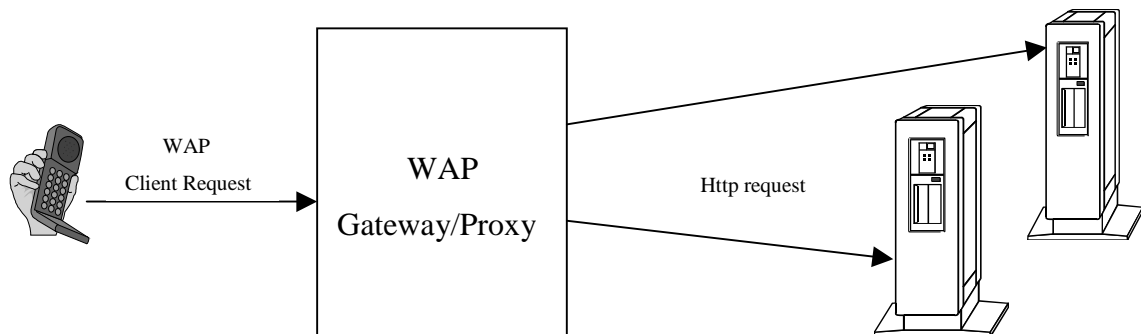 WAP
Client Request
WAP
Gateway/Proxy
Http request